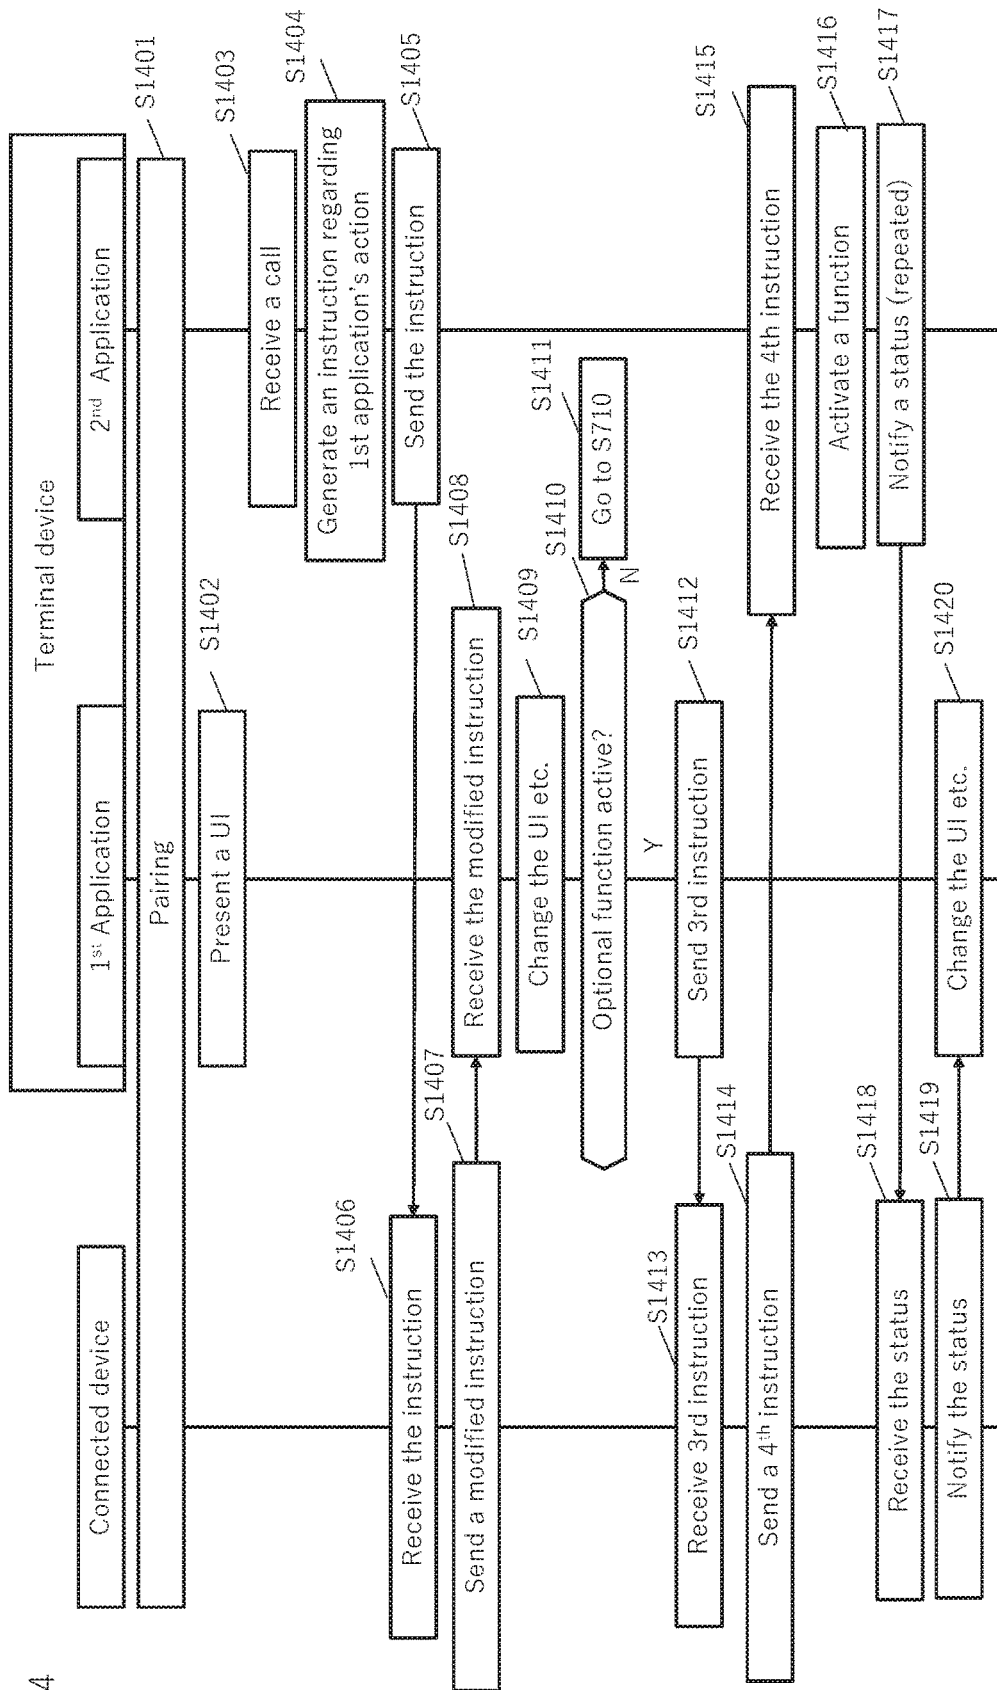 4
Terminal device
Connected device
1st Application
2nd Application
Pairing
S1401
Present a UI
S1402
Receive a call
S1403
Generate an instruction regarding
1st application's action
S1404
Send the instruction
S1405
Receive the instruction
S1406
Send a modified instruction
S1407
Receive the modified instruction
S1408
Change the UI etc.
S1409
Optional function active?
S1410
N
Go to S710
S1411
Y
Send 3rd instruction
S1412
Receive 3rd instruction
S1413
Send a 4th instruction
S1414
Receive the 4th instruction
S1415
Activate a function
S1416
Notify a status (repeated)
S1417
Receive the status
S1418
Notify the status
S1419
Change the UI etc.
S1420